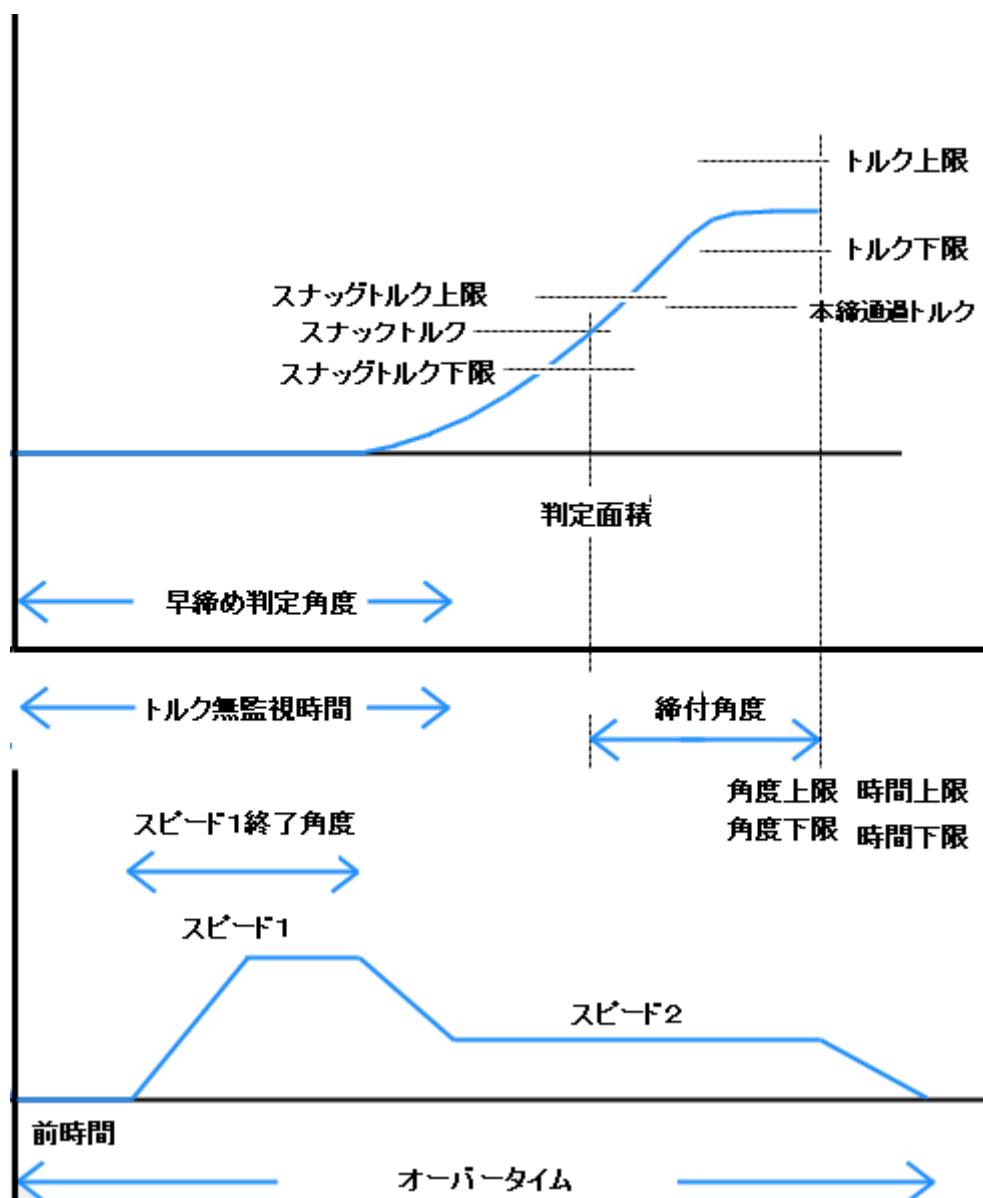 トルク上限
トルク下限
スナッグトルク上限
本締通過トルク
スナックトルク
スナッグトルク下限
判定面積
早締め判定角度
トルク無監視時間
締付角度
角度上限 時間上限
角度下限 時間下限
スピード1終了角度
スピード1
スピード2
前時間
オーバータイム